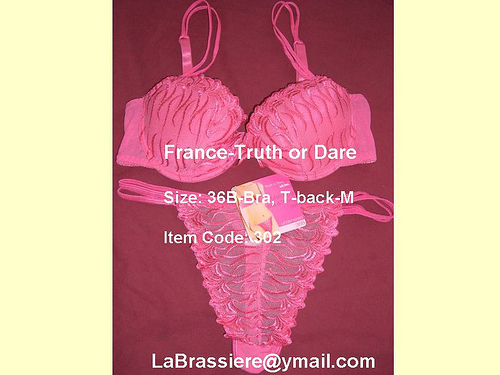 France-Truth or Dare
Size: 36B-Bra, T-back-M
Item Code: 302
LaBrassiere@ymail.com